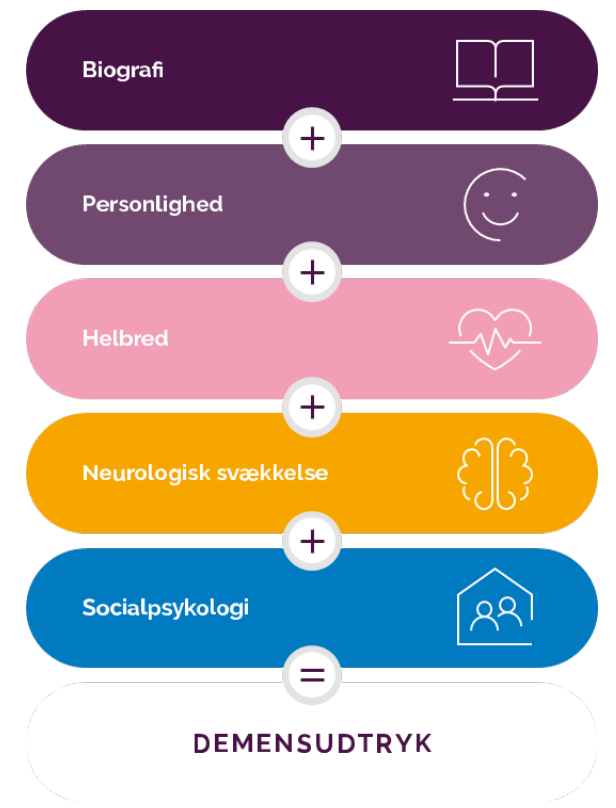 Biografi
+
Personlighed
+
Helbred
+
Neurologisk svækkelse
+
Socialpsykologi
=
DEMENSUDTRYK